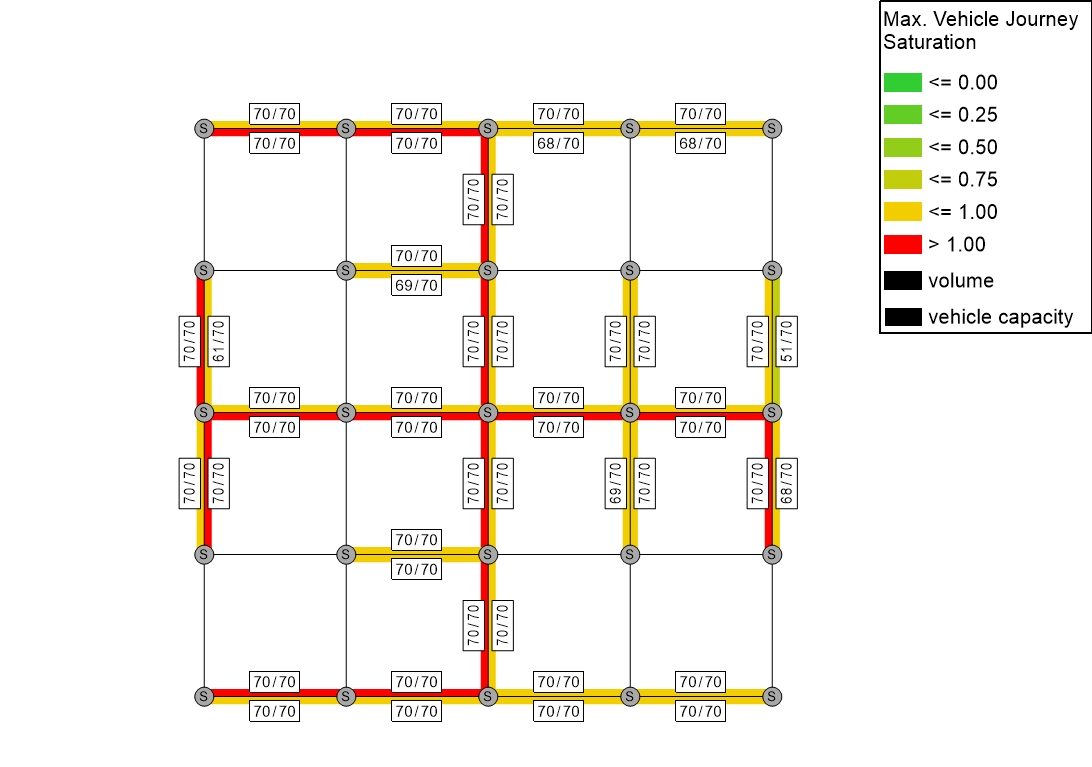 Max. Vehicle Journey
Saturation
<= 0.00
<= 0.25
<= 0.50
<= 0.75
<= 1.00
> 1.00
volume
vehicle capacity
70/70 70/70 70/70 70/70
S S S S S
70/70 70/70 68/70 68/70
70/70 70/70
70/70
S S S S S
69/70
70/70 61/70 70/70 70/70 70/70 70/70 70/70 51/70
70/70 70/70 70/70 70/70
S S S S S
70/70 70/70 70/70 70/70
70/70 70/70 70/70 70/70 69/70 70/70 70/70 68/70
70/70
S S S S S
70/70
70/70 70/70
70/70 70/70 70/70 70/70
S S S S S
70/70 70/70 70/70 70/70